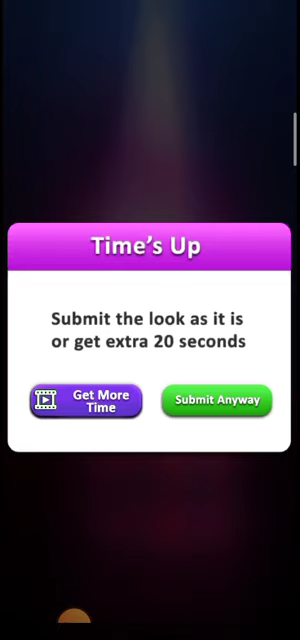 Time's Up
Submit the look as it is
or get extra 20 seconds
Get More
Time
Submit Anyway